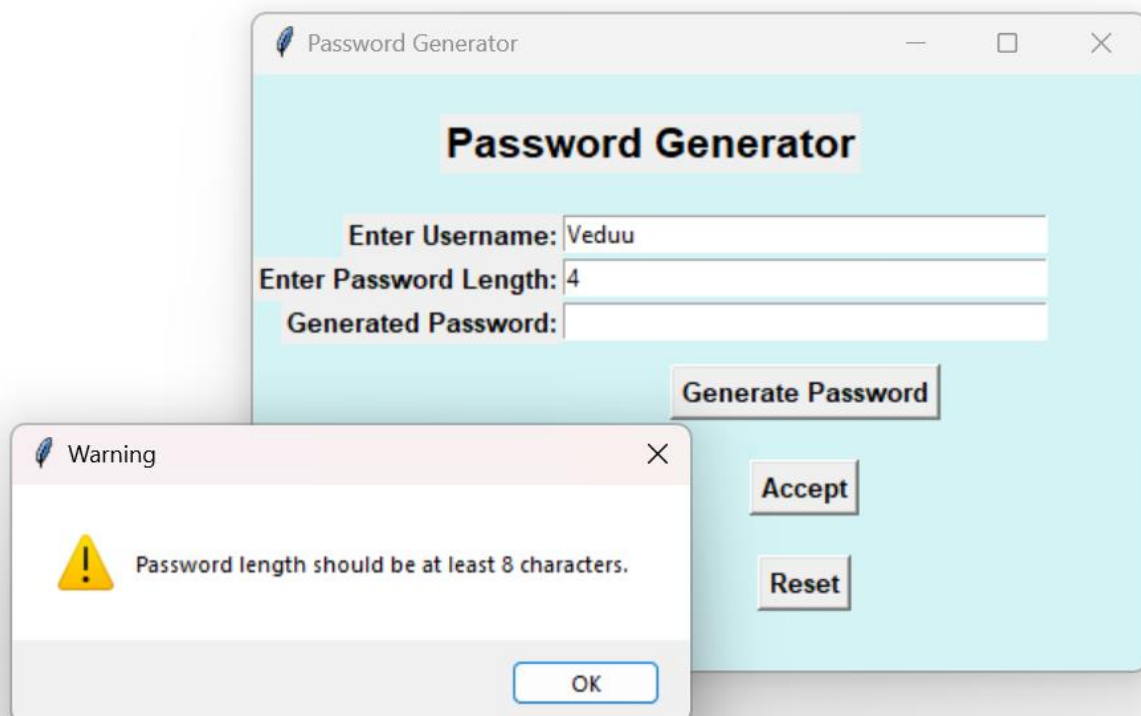 Password Generator
Password Generator
Enter Username: Veduu
Enter Password Length: 4
Generated Password:
Generate Password
Accept
Reset
Warning
Password length should be at least 8 characters.
OK